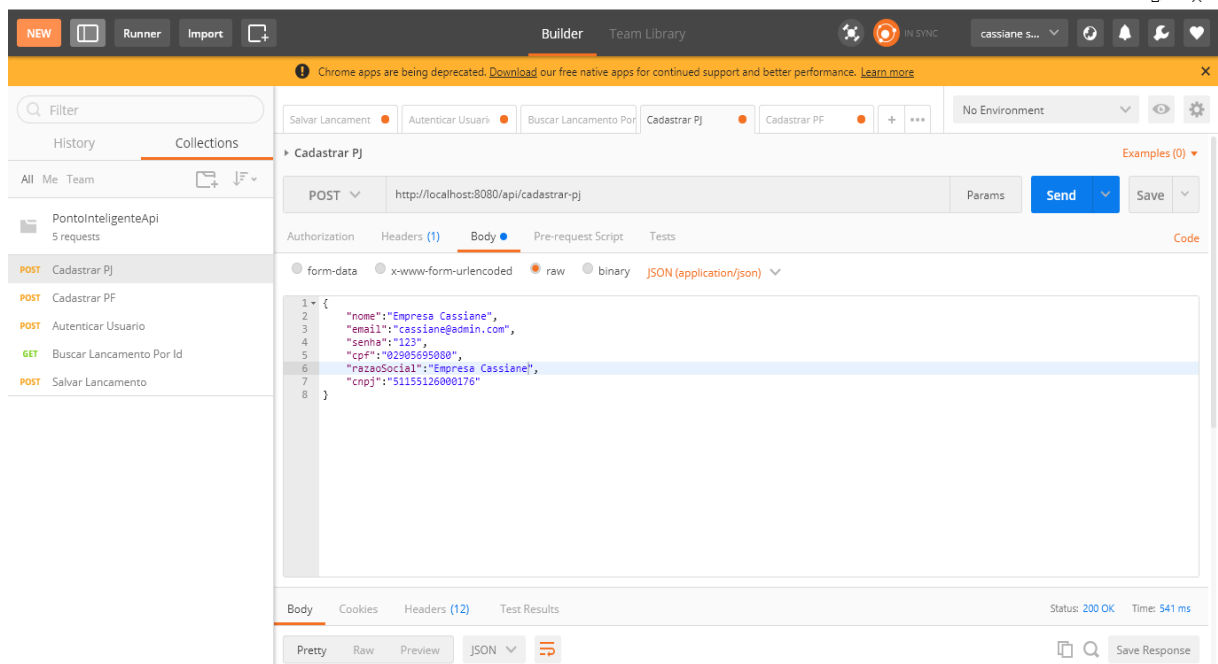 NEW Runner Import Builder Team Library IN SYNC cassiane s...
Chrome apps are being deprecated. Download our free native apps for continued support and better performance. Learn more
Filter
History Collections
All Me Team
PontoInteligenteApi
5 requests
POST Cadastrar PJ
POST Cadastrar PF
POST Autenticar Usuario
GET Buscar Lancamento Por Id
POST Salvar Lancamento
Salvar Lancament Autenticar Usuari Buscar Lancamento Por Cadastrar PJ Cadastrar PF + ••• No Environment
Cadastrar PJ Examples (0)
POST http://localhost:8080/api/cadastrar-pj Params Send Save
Authorization Headers (1) Body Pre-request Script Tests Code
form-data x-www-form-urlencoded raw binary JSON (application/json)
1 {
2 "nome":"Empresa Cassiane",
3 "email":"cassiane@admin.com",
4 "senha":"123",
5 "cpf":"02905695080",
6 "razaoSocial":"Empresa Cassiane",
7 "cnpj":"51155126000176"
8 }
Body Cookies Headers (12) Test Results Status: 200 OK Time: 541 ms
Pretty Raw Preview JSON Save Response